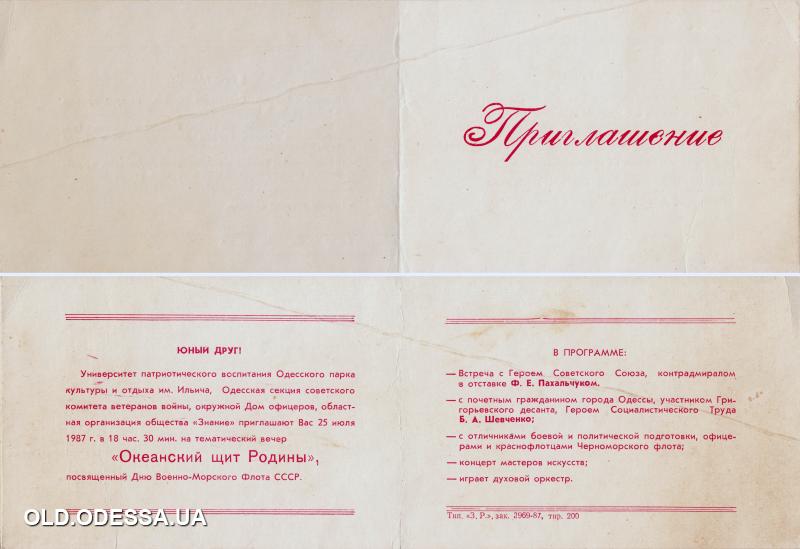 Приглашение
ЮНЫЙ ДРУГ!
Университет патриотического воспитания Одесского парка
культуры и отдыха им. Ильича, Одесская секция советского
комитета ветеранов войны, окружной Дом офицеров, област-
ная организация общества «Знание» приглашают Вас 25 июля
1987 г. в 18 час. 30 мин. на тематический вечер
«Океанский щит Родины»,
посвященный Дню Военно-Морского Флота СССР.
В ПРОГРАММЕ:
— Встреча с Героем Советского Союза, контрадмиралом
в отставке Ф. Е. Пахальчуком.
— с почетным гражданином города Одессы, участником Гри-
горьевского десанта, Героем Социалистического Труда
Б. А. Шевченко;
— с отличниками боевой и политической подготовки, офице-
рами и краснофлотцами Черноморского флота;
— концерт мастеров искусств;
— играет духовой оркестр.
Тип. «З. Р.», зак. 2969-87, тир. 200
OLD.ODESSA.UA